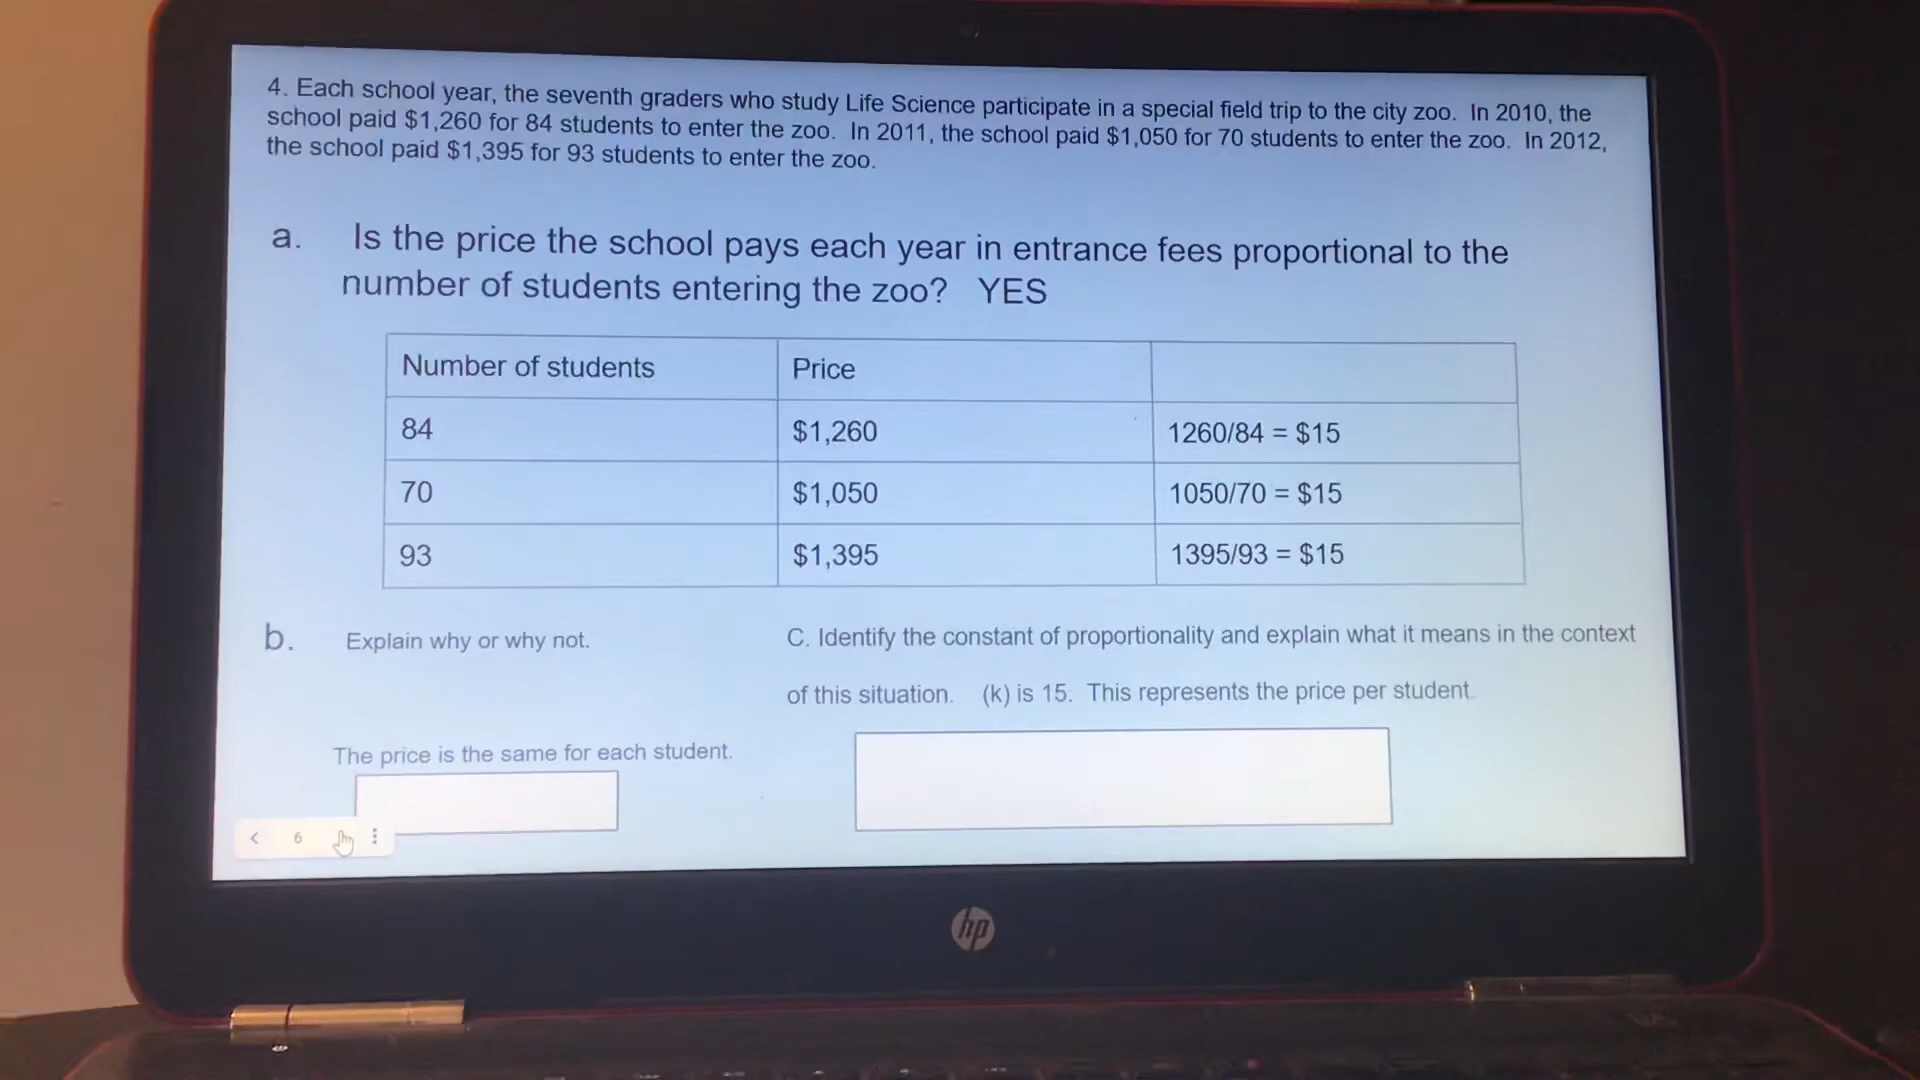 4. Each school year, the seventh graders who study Life Science participate in a special field trip to the city zoo. In 2010, the
school paid $1,260 for 84 students to enter the zoo. In 2011, the school paid $1,050 for 70 students to enter the zoo. In 2012,
the school paid $1,395 for 93 students to enter the zoo.
a. Is the price the school pays each year in entrance fees proportional to the
number of students entering the zoo? YES
Number of students Price
84 $1,260 1260/84 = $15
70 $1,050 1050/70 = $15
93 $1,395 1395/93 = $15
b. Explain why or why not.
The price is the same for each student.
C. Identify the constant of proportionality and explain what it means in the context
of this situation. (k) is 15. This represents the price per student.
< 6
hp